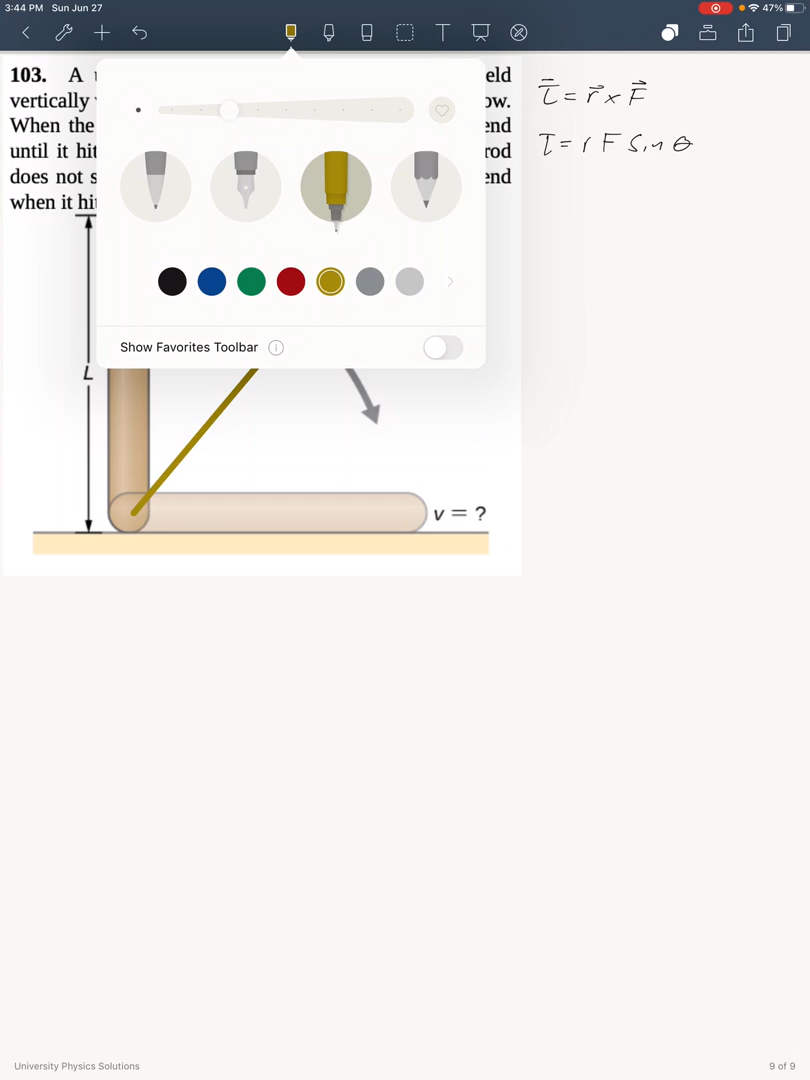 3:44 PM Sun Jun 27
47%
103. A
eld
vertically
ow.
When the
end
until it hit
rod
does not s
end
when it hi
Show Favorites Toolbar
L
v = ?
τ⃗ = r⃗ × F⃗
τ = r F Sin θ
University Physics Solutions
9 of 9